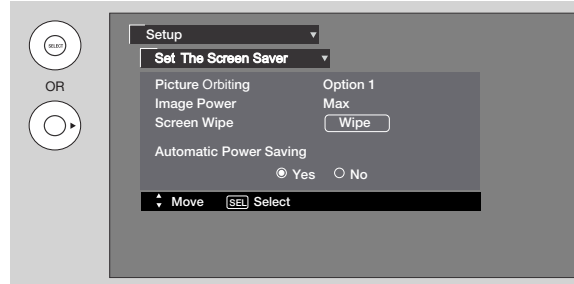 SELECT
OR
Setup
Set The Screen Saver
Picture Orbiting Option 1
Image Power Max
Screen Wipe Wipe
Automatic Power Saving
Yes No
Move SEL Select